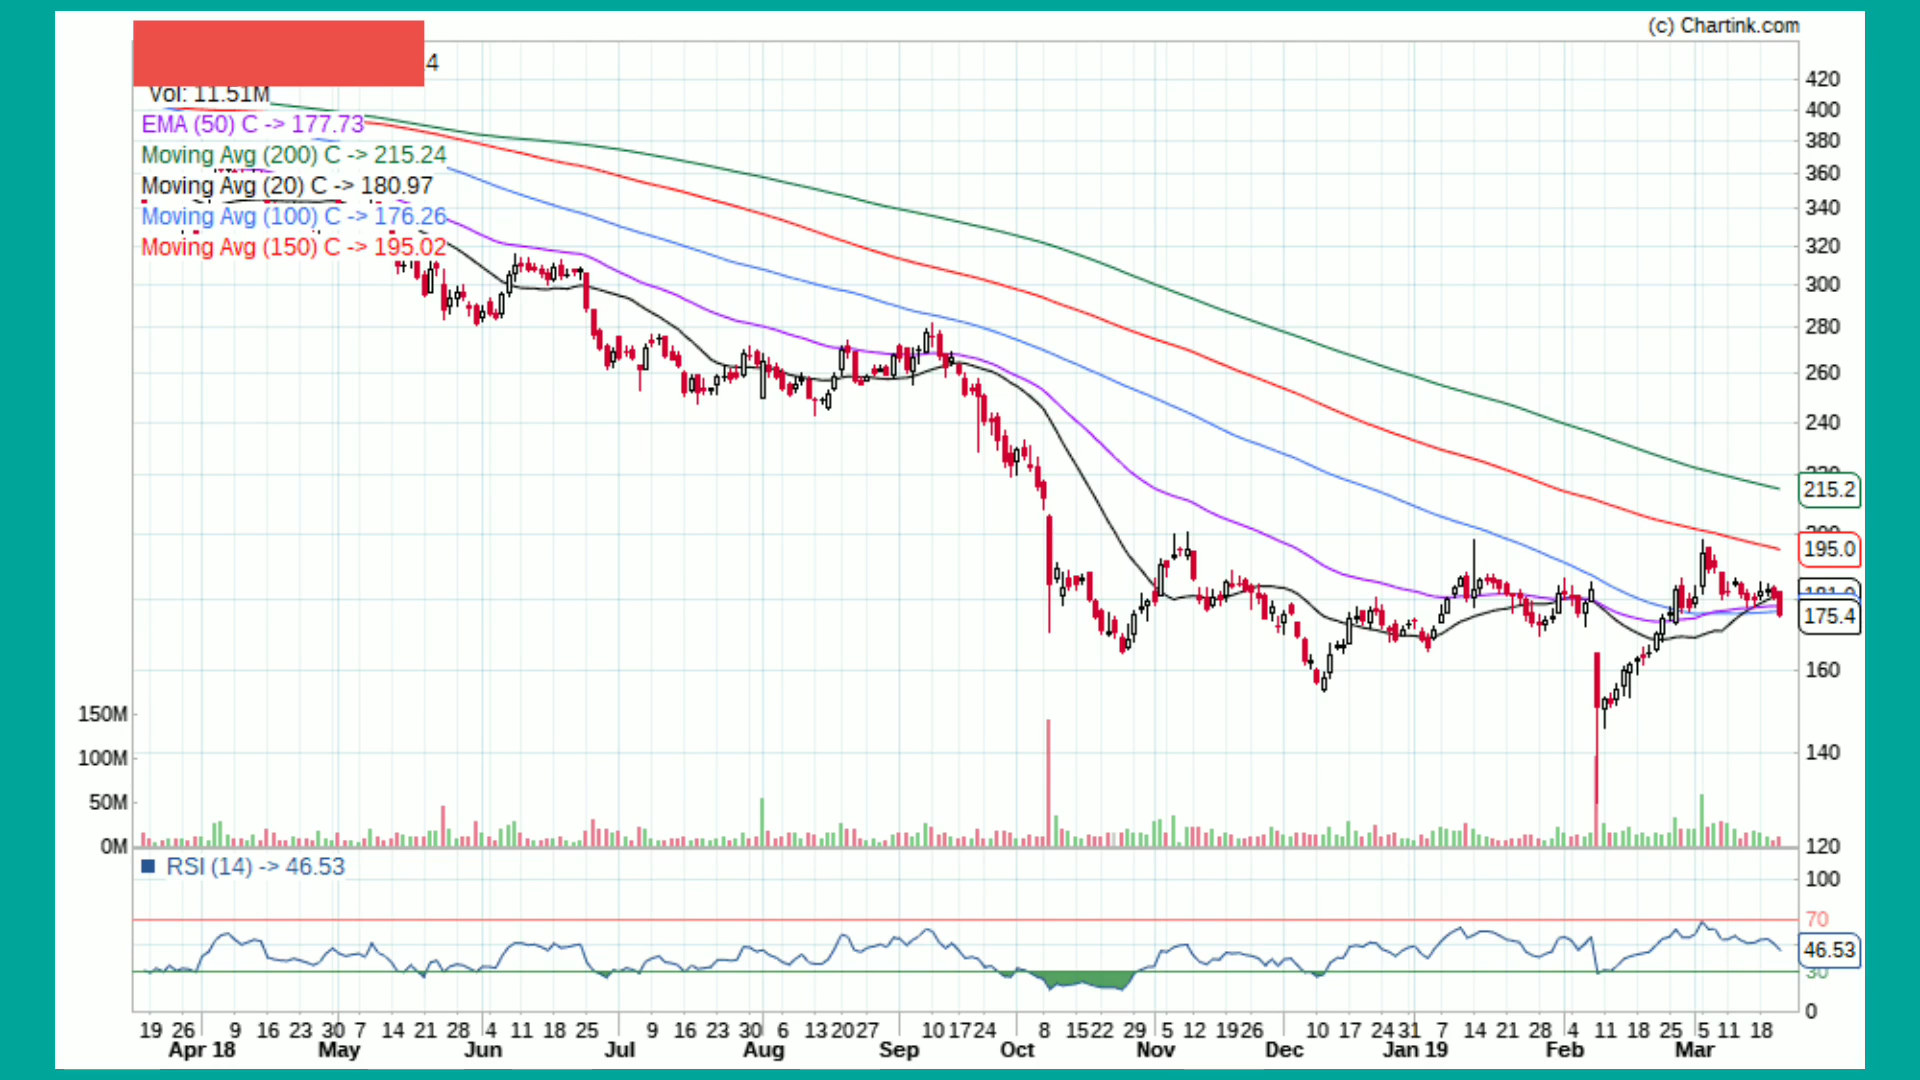 (c) Chartink.com
4
Vol: 11.51M
EMA (50) C -> 177.73
Moving Avg (200) C -> 215.24
Moving Avg (20) C -> 180.97
Moving Avg (100) C -> 176.26
Moving Avg (150) C -> 195.02
420
400
380
360
340
320
300
280
260
240
220
215.2
200
195.0
181.0
175.4
160
140
120
150M
100M
50M
0M
RSI (14) -> 46.53
100
70
46.53
30
0
19 26 9 16 23 30 7 14 21 28 4 11 18 25 9 16 23 30 6 13 20 27 10 17 24 8 15 22 29 5 12 19 26 10 17 24 31 7 14 21 28 4 11 18 25 5 11 18
Apr 18 May Jun Jul Aug Sep Oct Nov Dec Jan 19 Feb Mar